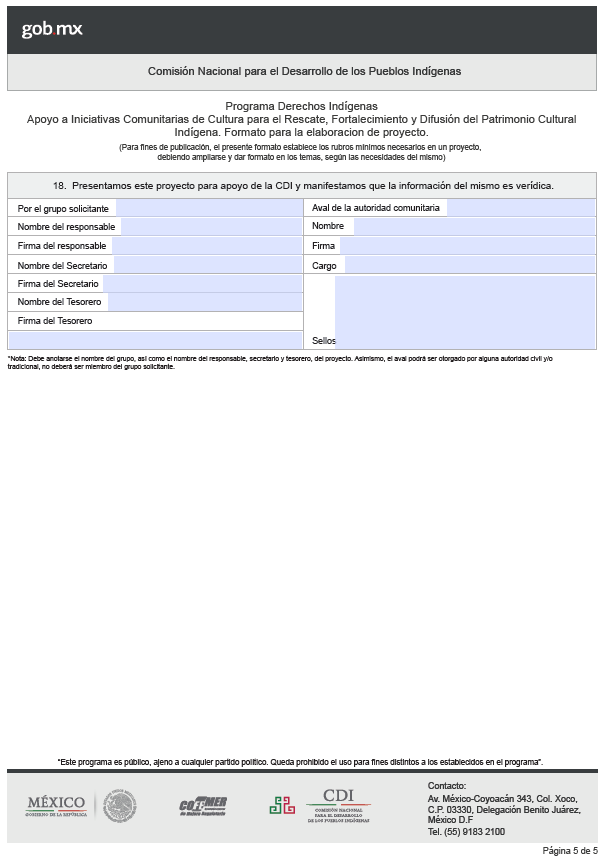 gob.mx
Comisión Nacional para el Desarrollo de los Pueblos Indígenas
Programa Derechos Indígenas
Apoyo a Iniciativas Comunitarias de Cultura para el Rescate, Fortalecimiento y Difusión del Patrimonio Cultural
Indígena. Formato para la elaboracion de proyecto.
(Para fines de publicación, el presente formato establece los rubros mínimos necesarios en un proyecto,
debiendo ampliarse y dar formato en los temas, según las necesidades del mismo)
18. Presentamos este proyecto para apoyo de la CDI y manifestamos que la información del mismo es verídica.
Por el grupo solicitante
Nombre del responsable
Firma del responsable
Nombre del Secretario
Firma del Secretario
Nombre del Tesorero
Firma del Tesorero
Aval de la autoridad comunitaria
Nombre
Firma
Cargo
Sellos
*Nota: Debe anotarse el nombre del grupo, así como el nombre del responsable, secretario y tesorero, del proyecto. Asimismo, el aval podrá ser otorgado por alguna autoridad civil y/o
tradicional, no deberá ser miembro del grupo solicitante.
"Este programa es público, ajeno a cualquier partido político. Queda prohibido el uso para fines distintos a los establecidos en el programa".
MÉXICO
GOBIERNO DE LA REPÚBLICA
COFEMER
de Mejora Regulatoria
CDI
COMISIÓN NACIONAL
PARA EL DESARROLLO
DE LOS PUEBLOS INDÍGENAS
Contacto:
Av. México-Coyoacán 343, Col. Xoco,
C.P. 03330, Delegación Benito Juárez,
México D.F
Tel. (55) 9183 2100
Página 5 de 5